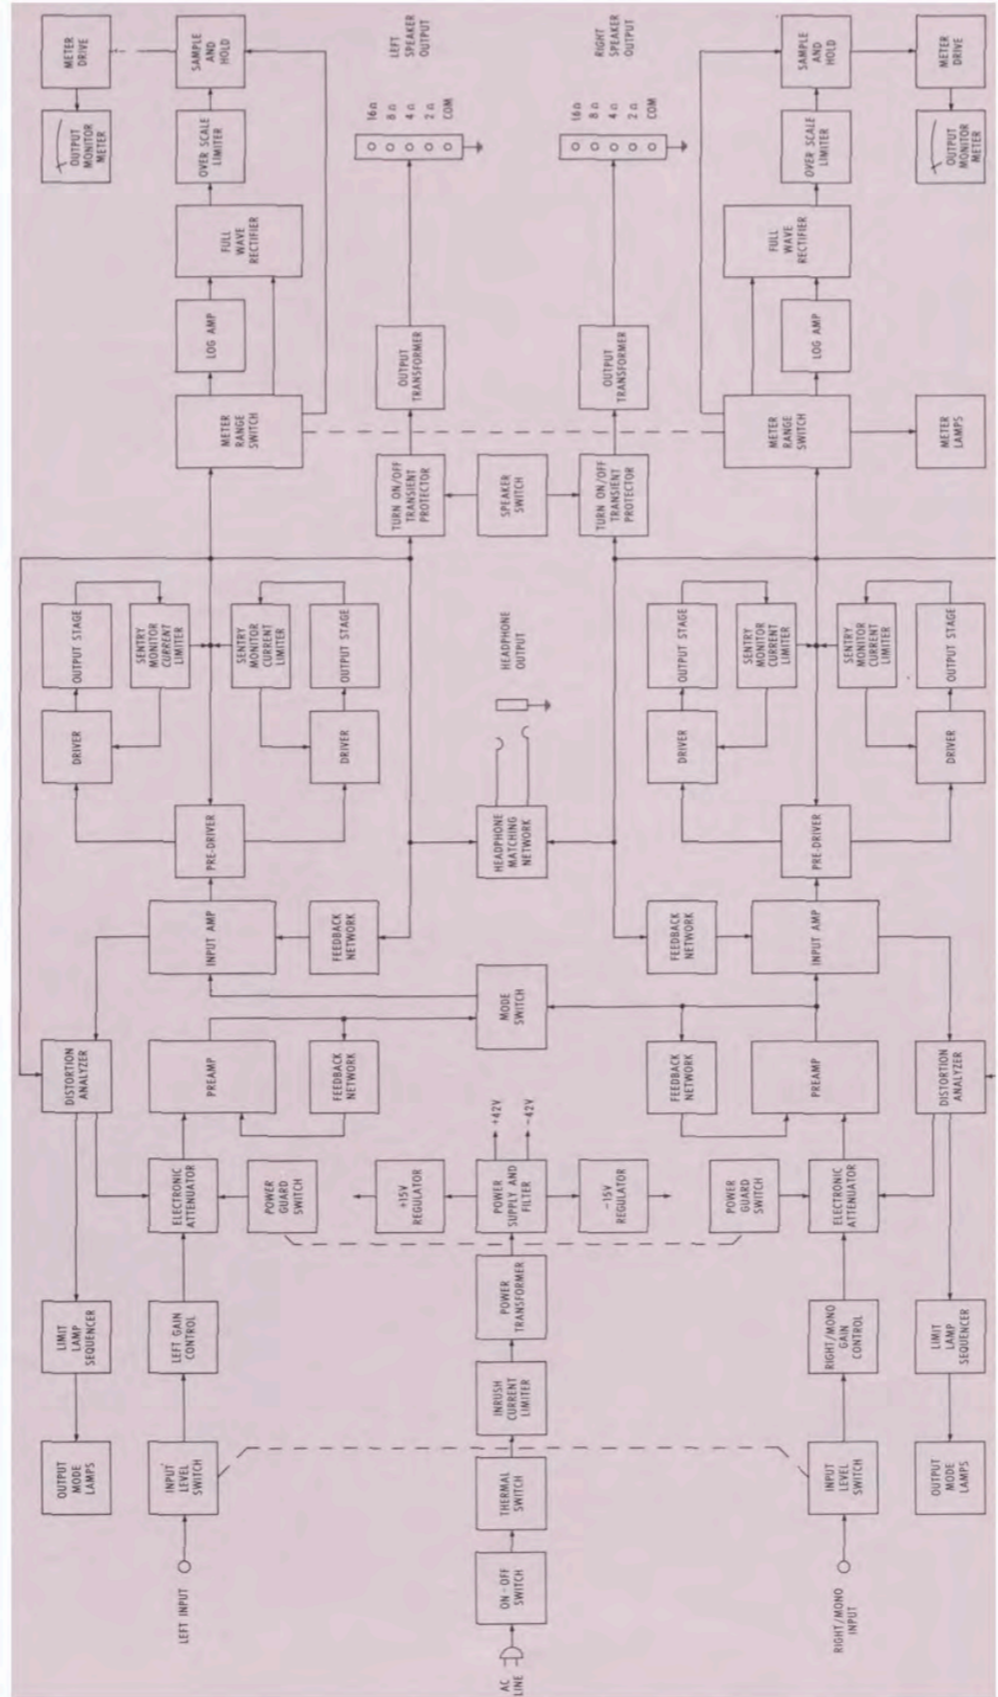 METER
DRIVE
OUTPUT
MONITOR
METER
SAMPLE
AND
HOLD
OVER SCALE
LIMITER
FULL
WAVE
RECTIFIER
LOG AMP
METER
RANGE
SWITCH
LEFT
SPEAKER
OUTPUT
16Ω
8Ω
4Ω
2Ω
COM
OUTPUT
TRANSFORMER
TURN ON/OFF
TRANSIENT
PROTECTOR
SPEAKER
SWITCH
RIGHT
SPEAKER
OUTPUT
16Ω
8Ω
4Ω
2Ω
COM
OUTPUT
TRANSFORMER
TURN ON/OFF
TRANSIENT
PROTECTOR
SAMPLE
AND
HOLD
OVER SCALE
LIMITER
FULL
WAVE
RECTIFIER
LOG AMP
METER
RANGE
SWITCH
METER
DRIVE
OUTPUT
MONITOR
METER
METER
LAMPS
OUTPUT STAGE
SENTRY
MONITOR
CURRENT
LIMITER
SENTRY
MONITOR
CURRENT
LIMITER
OUTPUT STAGE
DRIVER
DRIVER
PRE-DRIVER
INPUT AMP
FEEDBACK
NETWORK
HEADPHONE
OUTPUT
HEADPHONE
MATCHING
NETWORK
MODE
SWITCH
OUTPUT STAGE
SENTRY
MONITOR
CURRENT
LIMITER
SENTRY
MONITOR
CURRENT
LIMITER
OUTPUT STAGE
DRIVER
DRIVER
PRE-DRIVER
FEEDBACK
NETWORK
INPUT AMP
DISTORTION
ANALYZER
PREAMP
FEEDBACK
NETWORK
FEEDBACK
NETWORK
PREAMP
DISTORTION
ANALYZER
ELECTRONIC
ATTENUATOR
POWER
GUARD
SWITCH
+15V
REGULATOR
+42V
-42V
POWER
SUPPLY AND
FILTER
-15V
REGULATOR
POWER
GUARD
SWITCH
ELECTRONIC
ATTENUATOR
LIMIT
LAMP
SEQUENCER
LEFT GAIN
CONTROL
POWER
TRANSFORMER
RIGHT/MONO
GAIN
CONTROL
LIMIT
LAMP
SEQUENCER
OUTPUT
MODE
LAMPS
INPUT
LEVEL
SWITCH
INRUSH
CURRENT
LIMITER
THERMAL
SWITCH
INPUT
LEVEL
SWITCH
OUTPUT
MODE
LAMPS
LEFT INPUT
ON-OFF
SWITCH
AC
LINE
RIGHT/MONO
INPUT